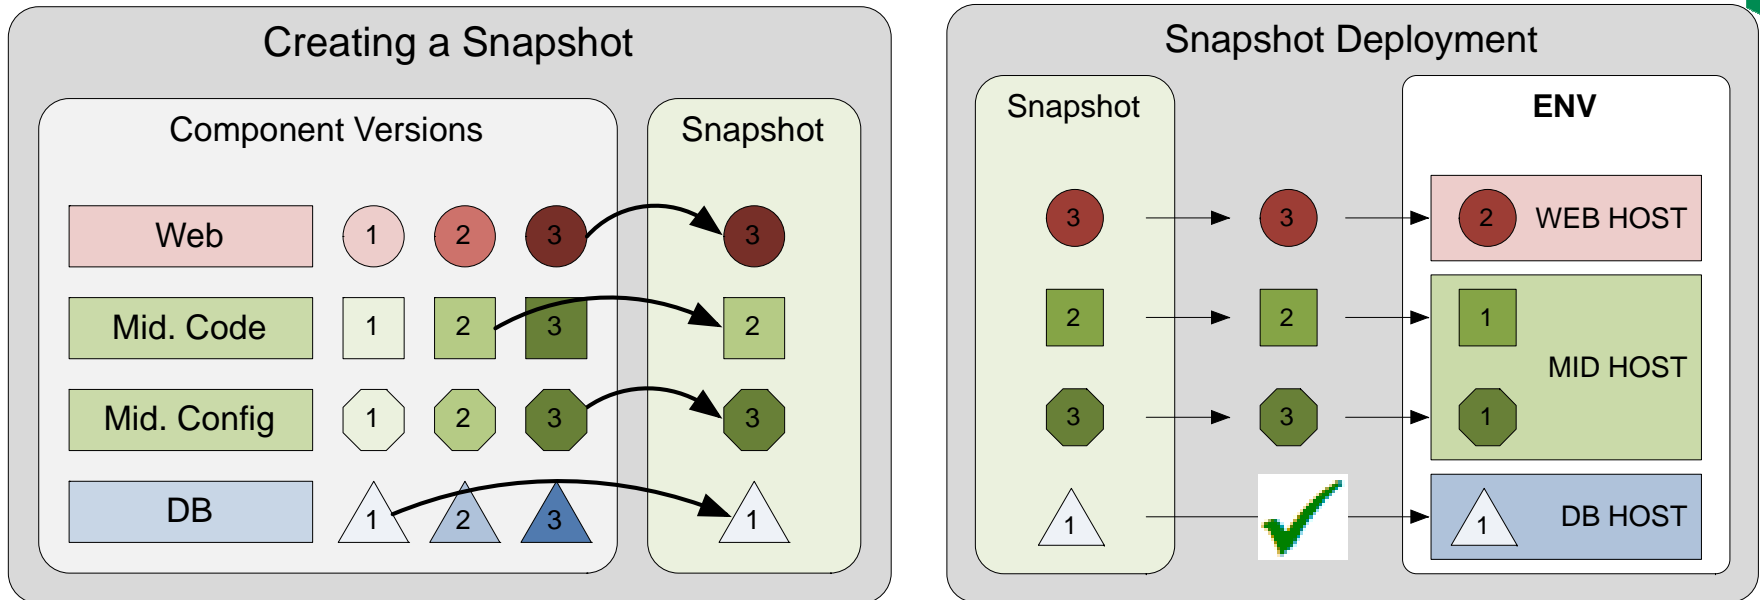 Creating a Snapshot
Component Versions
Snapshot
Web 1 2 3 3
Mid. Code 1 2 3 2
Mid. Config 1 2 3 3
DB 1 2 3 1
Snapshot Deployment
Snapshot
ENV
3 3 2 WEB HOST
2 2 1
MID HOST
3 3 1
1 1 DB HOST